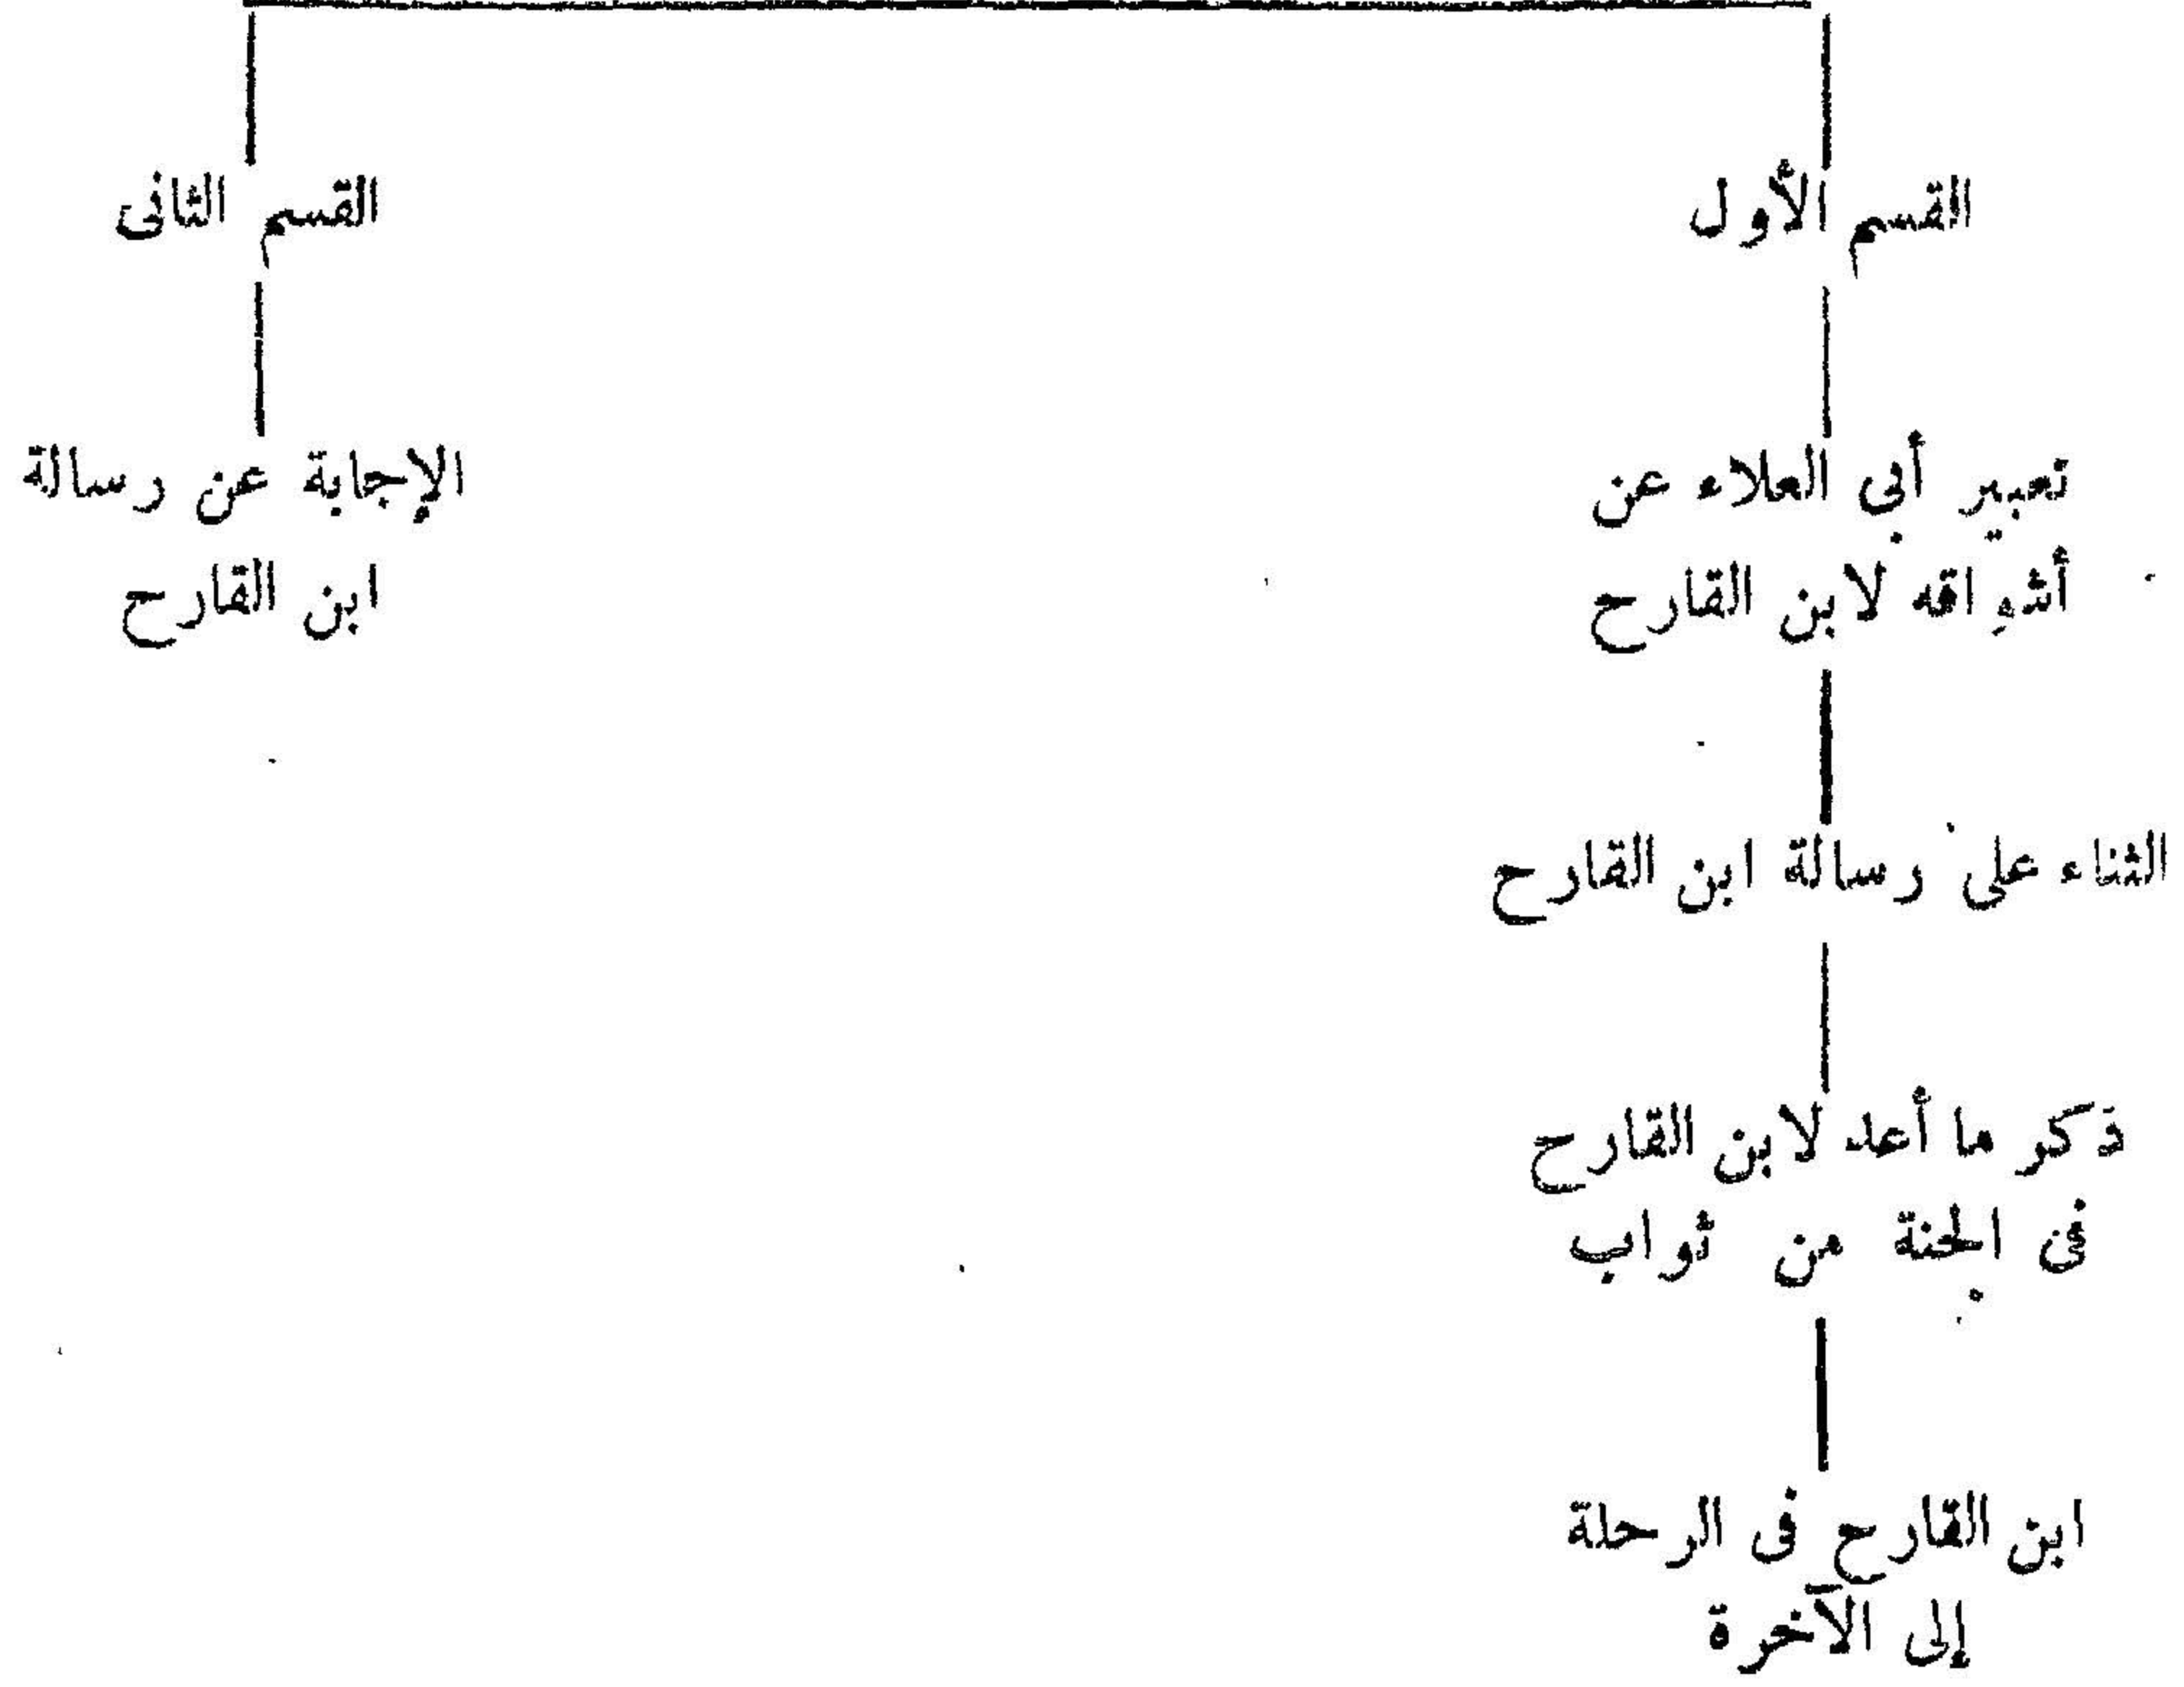 القسم الأول
القسم الثانى
تعبير أبي العلاء عن
أشواقه لابن القارح
الثناء على رسالة ابن القارح
ذكر ما أعد لابن القارح
فى الجنة من ثواب
ابن القارح فى الرحلة
إلى الآخرة
الإجابة عن رسالة
ابن القارح